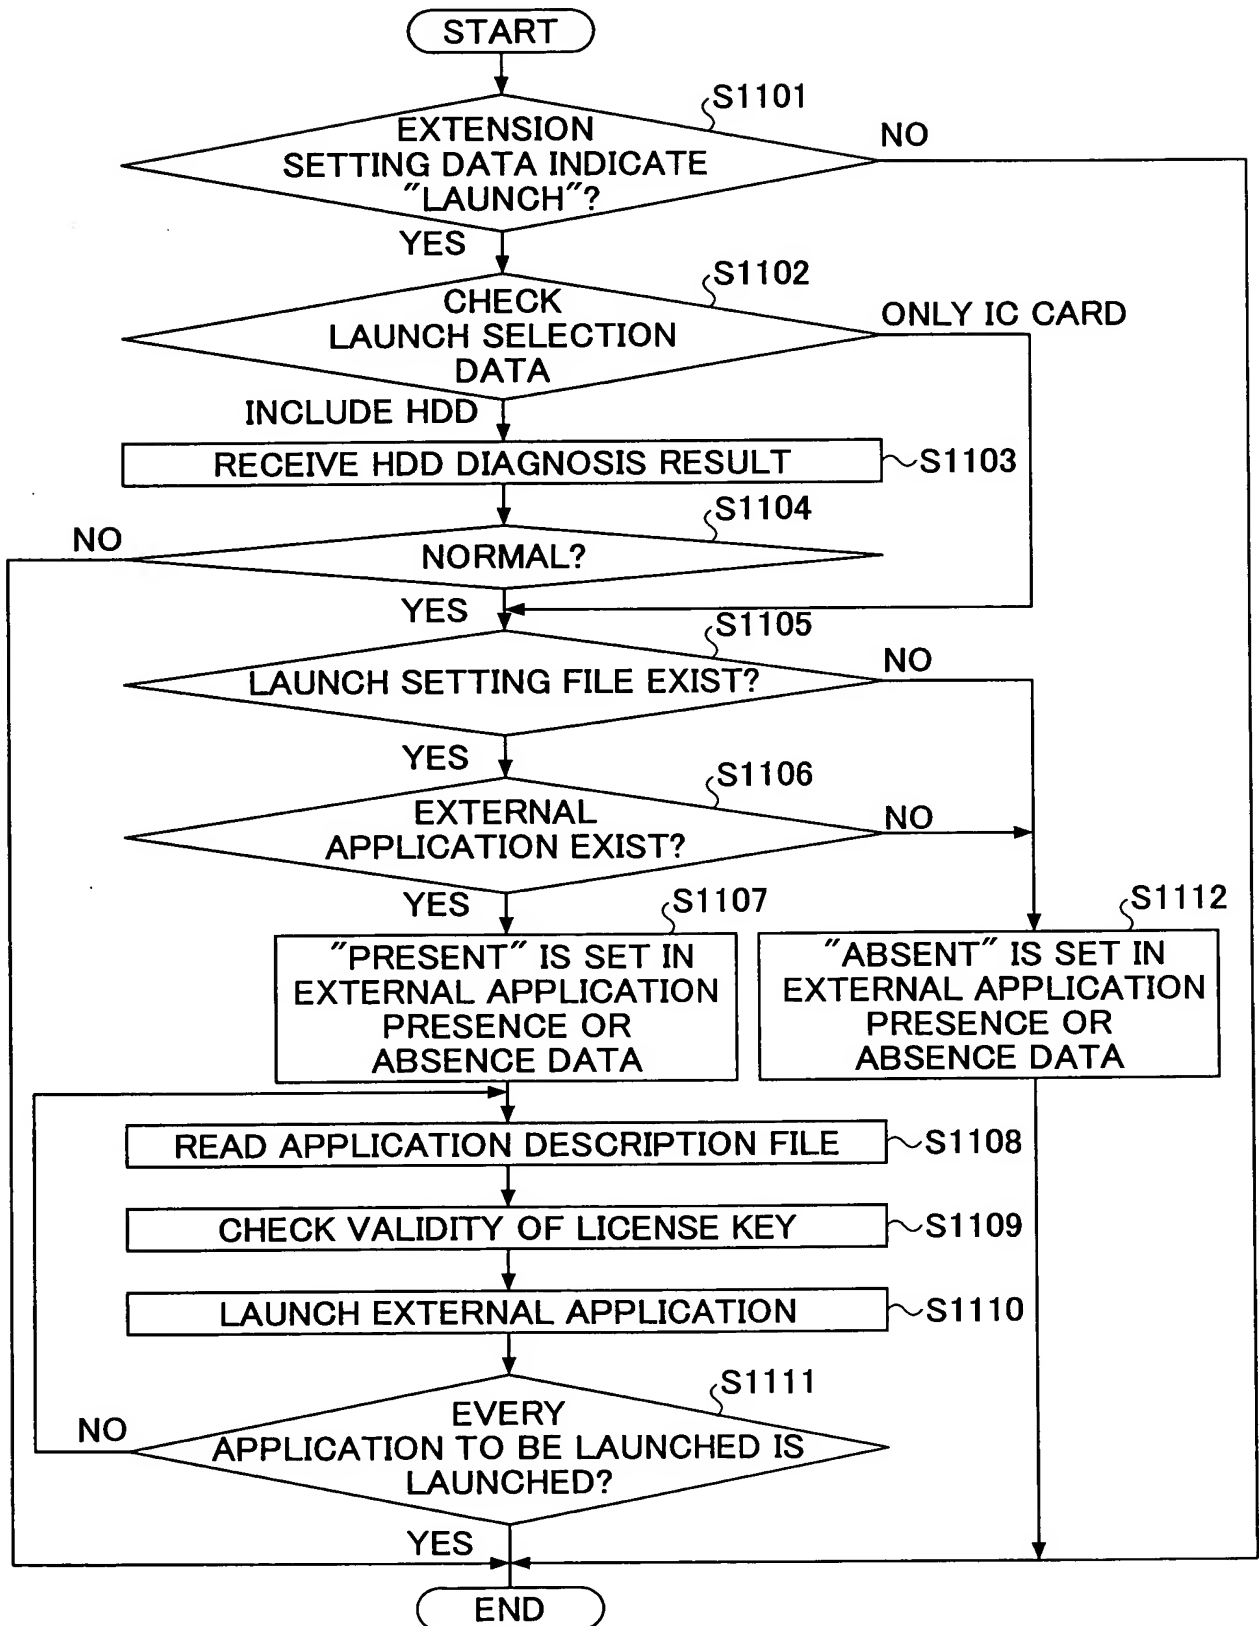 START
S1101
EXTENSION
SETTING DATA INDICATE
"LAUNCH"?
NO
YES
S1102
CHECK
LAUNCH SELECTION
DATA
ONLY IC CARD
INCLUDE HDD
RECEIVE HDD DIAGNOSIS RESULT
S1103
S1104
NO
NORMAL?
YES
S1105
LAUNCH SETTING FILE EXIST?
NO
YES
S1106
EXTERNAL
APPLICATION EXIST?
NO
YES
S1107
"PRESENT" IS SET IN
EXTERNAL APPLICATION
PRESENCE OR
ABSENCE DATA
S1112
"ABSENT" IS SET IN
EXTERNAL APPLICATION
PRESENCE OR
ABSENCE DATA
READ APPLICATION DESCRIPTION FILE
S1108
CHECK VALIDITY OF LICENSE KEY
S1109
LAUNCH EXTERNAL APPLICATION
S1110
S1111
NO
EVERY
APPLICATION TO BE LAUNCHED IS
LAUNCHED?
YES
END